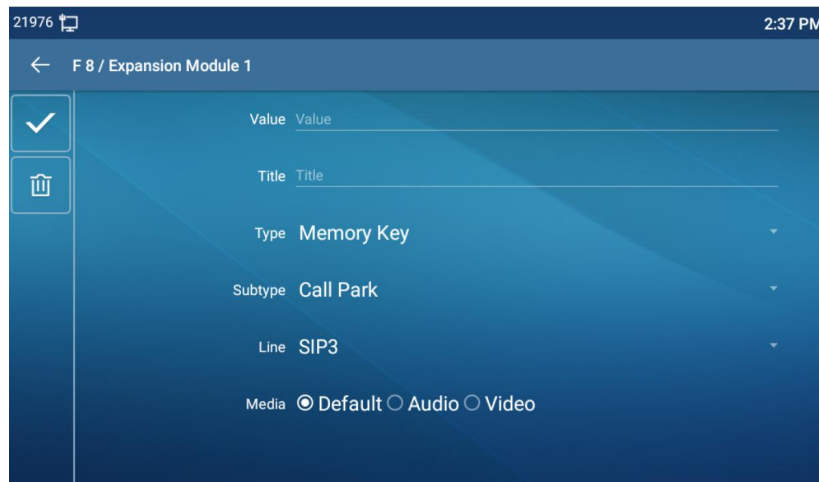 21976 2:37 PM
F 8 / Expansion Module 1
Value Value
Title Title
Type Memory Key
Subtype Call Park
Line SIP3
Media Default Audio Video